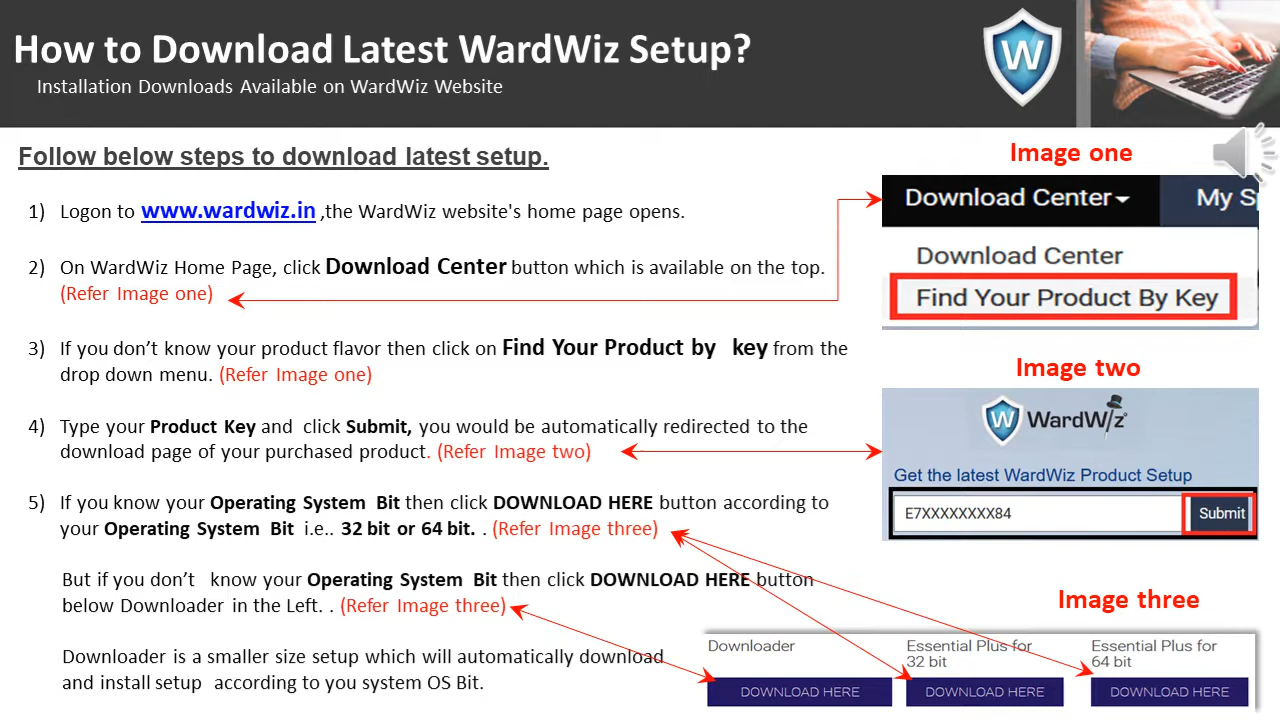 How to Download Latest WardWiz Setup?
Installation Downloads Available on WardWiz Website
W
Follow below steps to download latest setup.
1) Logon to www.wardwiz.in ,the WardWiz website's home page opens.
2) On WardWiz Home Page, click Download Center button which is available on the top.
(Refer Image one)
3) If you don’t know your product flavor then click on Find Your Product by key from the
drop down menu. (Refer Image one)
4) Type your Product Key and click Submit, you would be automatically redirected to the
download page of your purchased product. (Refer Image two)
5) If you know your Operating System Bit then click DOWNLOAD HERE button according to
your Operating System Bit i.e.. 32 bit or 64 bit. . (Refer Image three)
But if you don’t know your Operating System Bit then click DOWNLOAD HERE button
below Downloader in the Left. . (Refer Image three)
Downloader is a smaller size setup which will automatically download
and install setup according to you system OS Bit.
Image one
Download Center My Sp
Download Center
Find Your Product By Key
Image two
W WardWiz®
Get the latest WardWiz Product Setup
E7XXXXXXXX84 Submit
Image three
Downloader Essential Plus for Essential Plus for
32 bit 64 bit
DOWNLOAD HERE DOWNLOAD HERE DOWNLOAD HERE